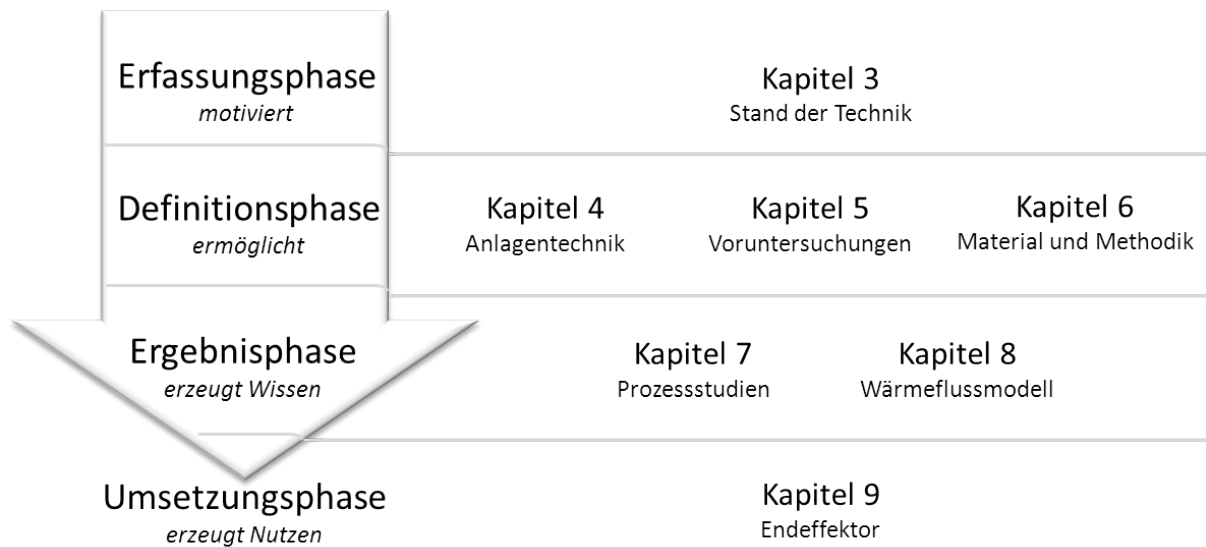 Erfassungsphase
motiviert
Kapitel 3
Stand der Technik
Definitionsphase
ermöglicht
Kapitel 4
Anlagentechnik
Kapitel 5
Voruntersuchungen
Kapitel 6
Material und Methodik
Ergebnisphase
erzeugt Wissen
Kapitel 7
Prozessstudien
Kapitel 8
Wärmeflussmodell
Umsetzungsphase
erzeugt Nutzen
Kapitel 9
Endeffektor